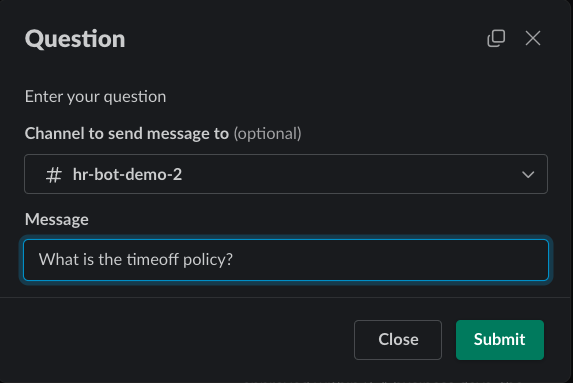 Question
Enter your question
Channel to send message to (optional)
# hr-bot-demo-2
Message
What is the timeoff policy?
Close Submit